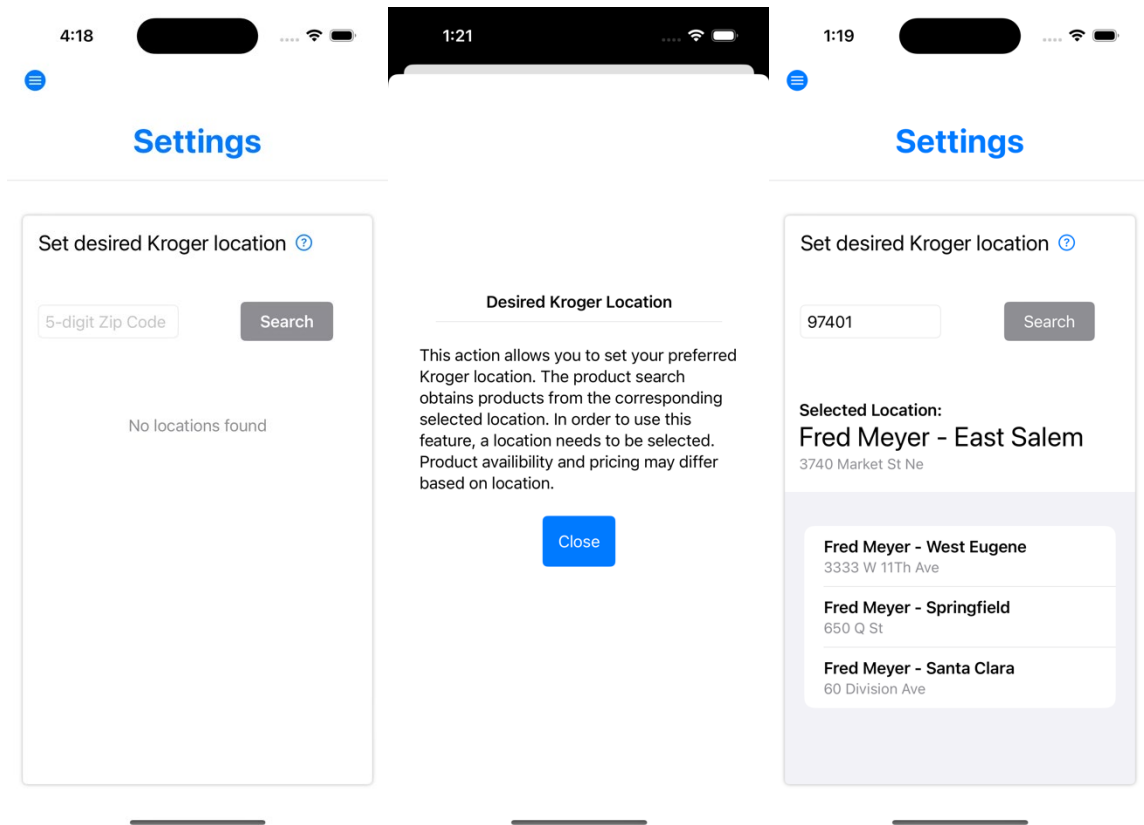 4:18
Settings
Set desired Kroger location ?
5-digit Zip Code Search
No locations found
1:21
Desired Kroger Location
This action allows you to set your preferred
Kroger location. The product search
obtains products from the corresponding
selected location. In order to use this
feature, a location needs to be selected.
Product availibility and pricing may differ
based on location.
Close
1:19
Settings
Set desired Kroger location ?
97401 Search
Selected Location:
Fred Meyer - East Salem
3740 Market St Ne
Fred Meyer - West Eugene
3333 W 11Th Ave
Fred Meyer - Springfield
650 Q St
Fred Meyer - Santa Clara
60 Division Ave